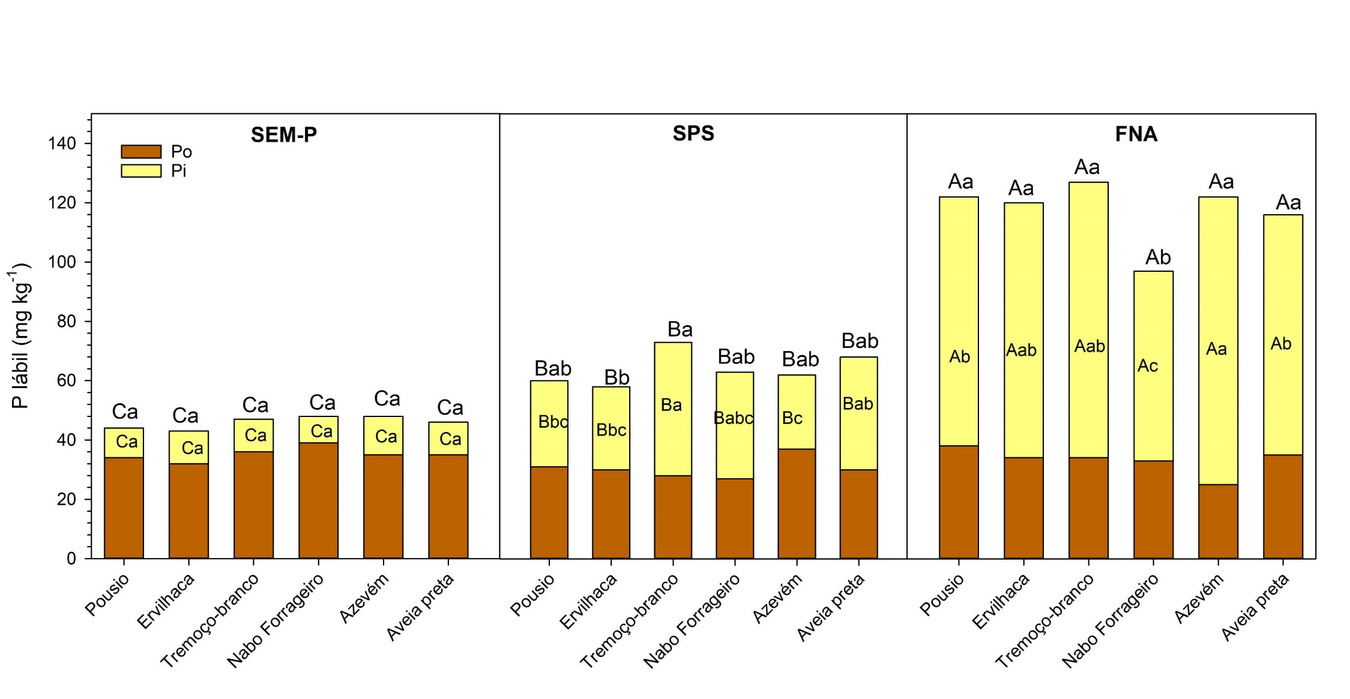 SEM-P
SPS
FNA
Po
Pi
P lábil (mg kg-1)
140
120
100
80
60
40
20
0
Ca Ca Ca Ca Ca Ca
Ca Ca Ca Ca Ca Ca
Bab Bb Ba Bab Bab Bab
Bbc Bbc Ba Babc Bc Bab
Aa Aa Aa Ab Aa Aa
Ab Aab Aab Ac Aa Ab
Pousio
Ervilhaca
Tremoço-branco
Nabo Forrageiro
Azevém
Aveia preta
Pousio
Ervilhaca
Tremoço-branco
Nabo Forrageiro
Azevém
Aveia preta
Pousio
Ervilhaca
Tremoço-branco
Nabo Forrageiro
Azevém
Aveia preta